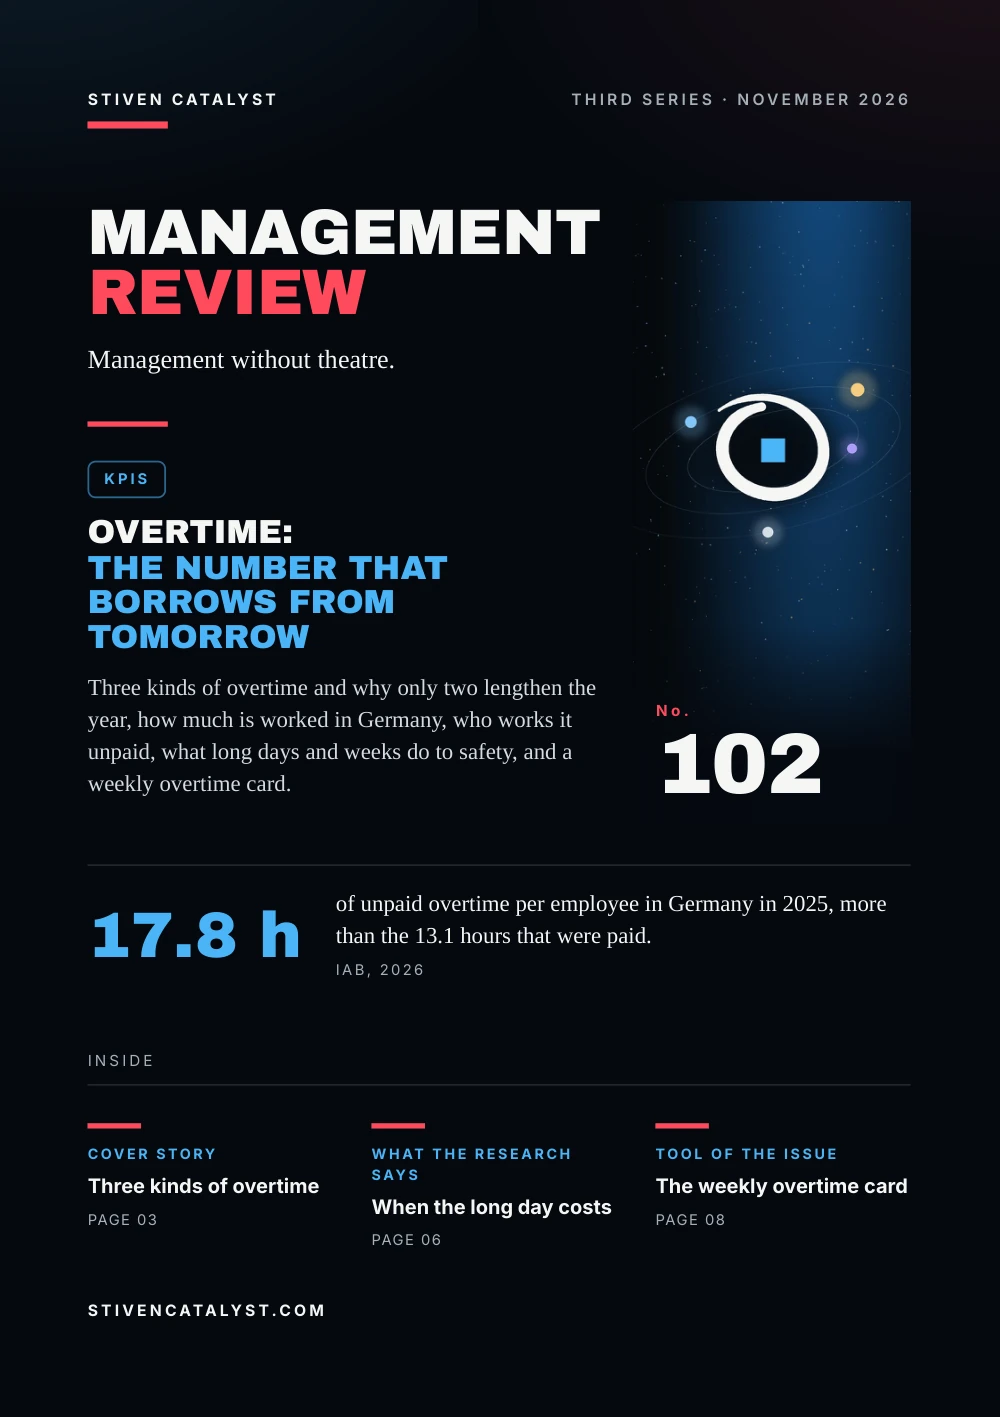 STIVEN CATALYST
THIRD SERIES · NOVEMBER 2026
MANAGEMENT
REVIEW
Management without theatre.
KPIS
OVERTIME:
THE NUMBER THAT
BORROWS FROM
TOMORROW
Three kinds of overtime and why only two lengthen the
year, how much is worked in Germany, who works it
unpaid, what long days and weeks do to safety, and a
weekly overtime card.
No.
102
17.8 h
of unpaid overtime per employee in Germany in 2025, more
than the 13.1 hours that were paid.
IAB, 2026
INSIDE
COVER STORY
Three kinds of overtime
PAGE 03
WHAT THE RESEARCH
SAYS
When the long day costs
PAGE 06
TOOL OF THE ISSUE
The weekly overtime card
PAGE 08
STIVENCATALYST.COM